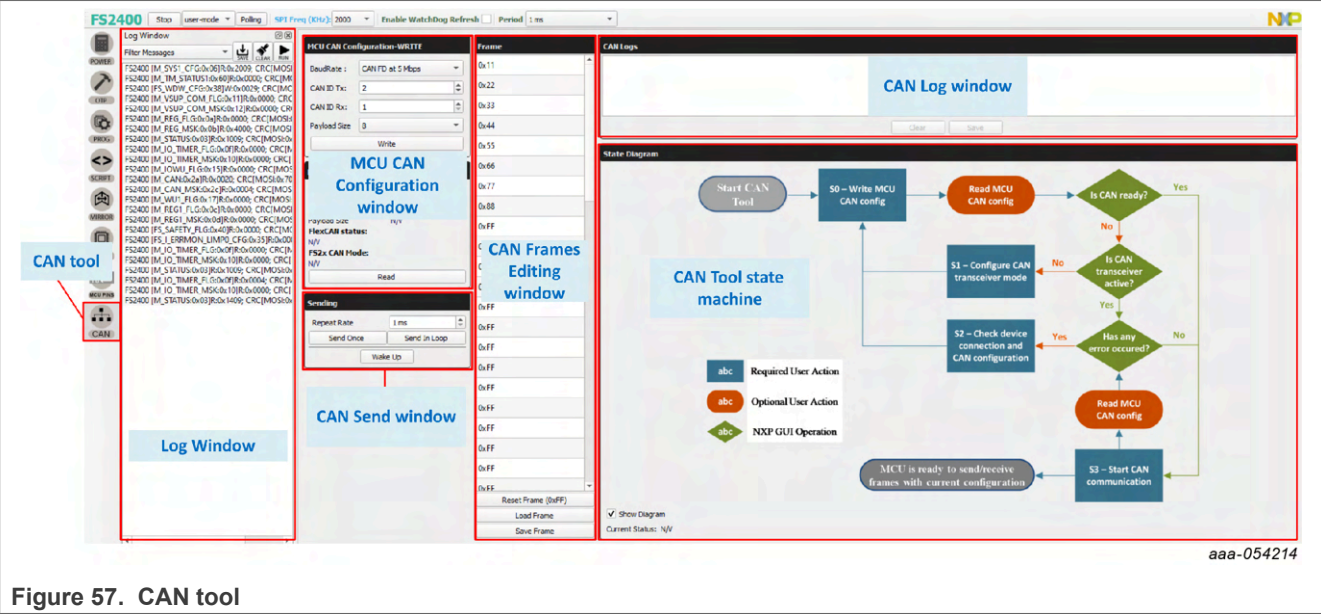 FS2400 Stop user-mode Polling SPI Freq (KHz): 2000 Enable WatchDog Refresh Period 1 ms
NXP
Log Window
Filter Messages
SAVE CLEAR RUN
POWER
PROG
SCRIPT
MIRROR
MCU PINS
CAN
CAN tool
FS2400 [M_SYS1_CFG:0x06]R:0x2009; CRC[MOSI
FS2400 [M_TM_STATUS1:0x60]R:0x0000; CRC[MO
FS2400 [FS_WDW_CFG:0x38]W:0x0029; CRC[MO
FS2400 [M_VSUP_COM_FLG:0x11]R:0x0000; CRC
FS2400 [M_VSUP_COM_MSK:0x12]R:0x0000; CR
FS2400 [M_REG_FLG:0x0a]R:0x0000; CRC[MOSI
FS2400 [M_REG_MSK:0x0b]R:0x4000; CRC[MOSI
FS2400 [M_STATUS:0x03]R:0x1009; CRC[MOSI:0x
FS2400 [M_IO_TIMER_FLG:0x0f]R:0x0000; CRC[M
FS2400 [M_IO_TIMER_MSK:0x10]R:0x0000; CRC[
FS2400 [M_IOWU_FLG:0x15]R:0x0000; CRC[MOS
FS2400 [M_CAN:0x2a]R:0x0020; CRC[MOSI:0x70
FS2400 [M_CAN_MSK:0x2c]R:0x0004; CRC[MOS
FS2400 [M_WU1_FLG:0x17]R:0x0000; CRC[MOS
FS2400 [M_REG1_FLG:0x0c]R:0x0000; CRC[MOSI
FS2400 [M_REG1_MSK:0x0d]R:0x0000; CRC[MOS
FS2400 [FS_SAFETY_FLG:0x40]R:0x0000; CRC[M
FS2400 [FS_I_ERRMON_LIMP0_CFG:0x35]R:0x00
FS2400 [M_IO_TIMER_FLG:0x0f]R:0x0000; CRC[M
FS2400 [M_IO_TIMER_MSK:0x10]R:0x0000; CRC[
FS2400 [M_STATUS:0x03]R:0x1009; CRC[MOSI:0x
FS2400 [M_IO_TIMER_FLG:0x0f]R:0x0004; CRC[M
FS2400 [M_IO_TIMER_MSK:0x10]R:0x0000; CRC[
FS2400 [M_STATUS:0x03]R:0x1409; CRC[MOSI:0x
Log Window
MCU CAN Configuration-WRITE
BaudRate : CAN FD at 5 Mbps
CAN ID Tx: 2
CAN ID Rx: 1
Payload Size 8
Write
MCU CAN
Configuration
window
Payload Size N/V
FlexCAN status:
N/V
FS2x CAN Mode:
N/V
Read
Sending
Repeat Rate 1 ms
Send Once Send In Loop
Wake Up
CAN Send window
Frame
0x11
0x22
0x33
0x44
0x55
0x66
0x77
0x88
0xFF
CAN Frames
Editing
window
0xFF
0xFF
0xFF
0xFF
0xFF
0xFF
0xFF
0xFF
0xFF
0xFF
Reset Frame (0xFF)
Load Frame
Save Frame
CAN Logs
CAN Log window
Clear Save
State Diagram
Start CAN
Tool
S0 – Write MCU
CAN config
Read MCU
CAN config
Is CAN ready?
Yes
No
S1 – Configure CAN
transceiver mode
No
Is CAN
transceiver
active?
Yes
S2 – Check device
connection and
CAN configuration
Yes
Has any
error occured?
No
Read MCU
CAN config
S3 – Start CAN
communication
MCU is ready to send/receive
frames with current configuration
CAN Tool state
machine
abc Required User Action
abc Optional User Action
abc NXP GUI Operation
Show Diagram
Current Status: N/V
aaa-054214
Figure 57. CAN tool